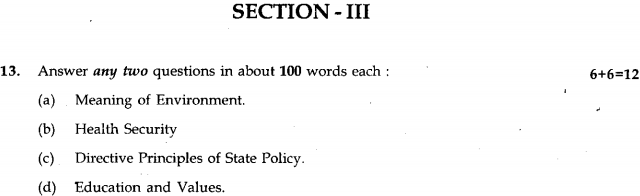 SECTION - III
13. Answer any two questions in about 100 words each : 6+6=12
(a) Meaning of Environment.
(b) Health Security
(c) Directive Principles of State Policy.
(d) Education and Values.